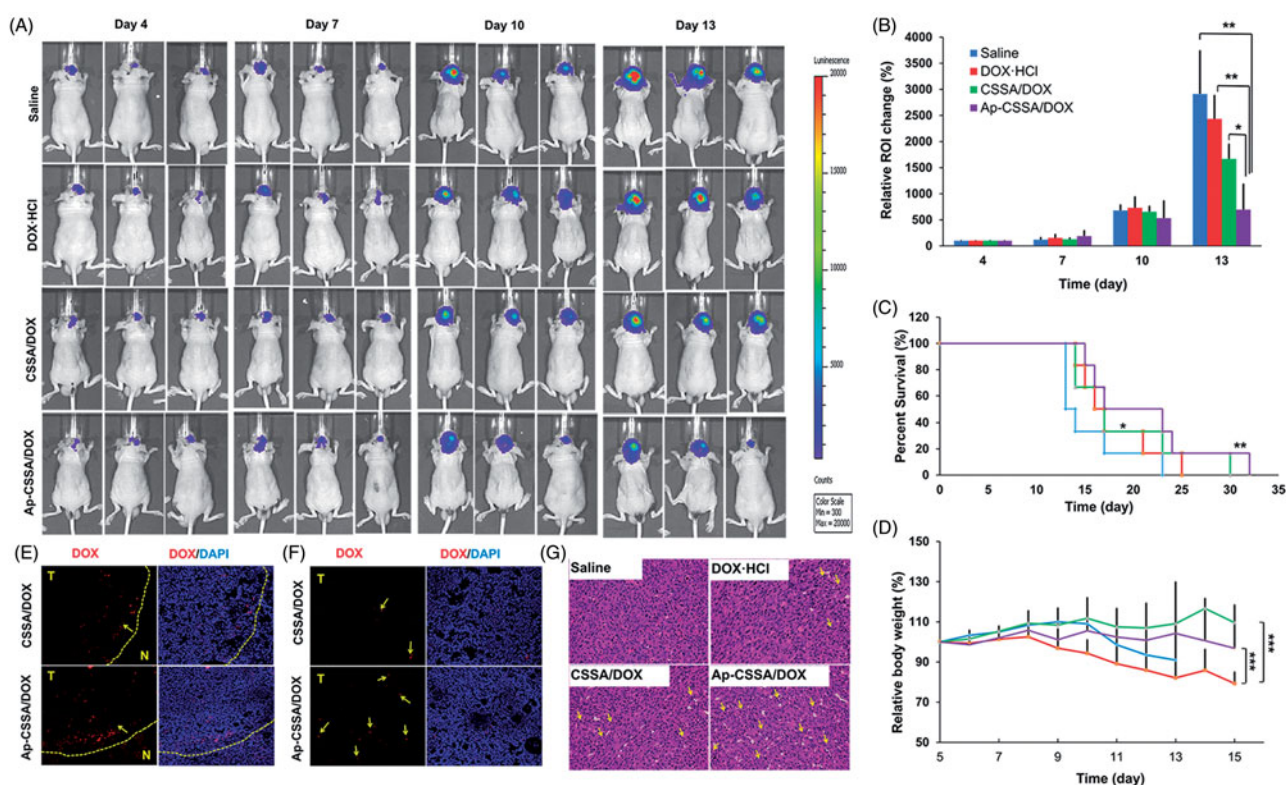 (A)
Day 4
Day 7
Day 10
Day 13
Saline
DOX·HCl
CSSA/DOX
Ap-CSSA/DOX
Luminescence
20000
15000
10000
5000
Counts
Color Scale
Min = 300
Max = 20000
(B)
Relative ROI change (%)
4000
3500
3000
2500
2000
1500
1000
500
0
Saline
DOX·HCl
CSSA/DOX
Ap-CSSA/DOX
**
**
*
4 7 10 13
Time (day)
(C)
Percent Survival (%)
120
100
80
60
40
20
0
*
**
0 5 10 15 20 25 30 35
Time (day)
(D)
Relative body weight (%)
130
110
90
70
50
***
***
5 7 9 11 13 15
Time (day)
(E)
DOX
DOX/DAPI
CSSA/DOX
T
N
Ap-CSSA/DOX
T
N
(F)
DOX
DOX/DAPI
CSSA/DOX
T
Ap-CSSA/DOX
T
(G)
Saline
DOX·HCl
CSSA/DOX
Ap-CSSA/DOX